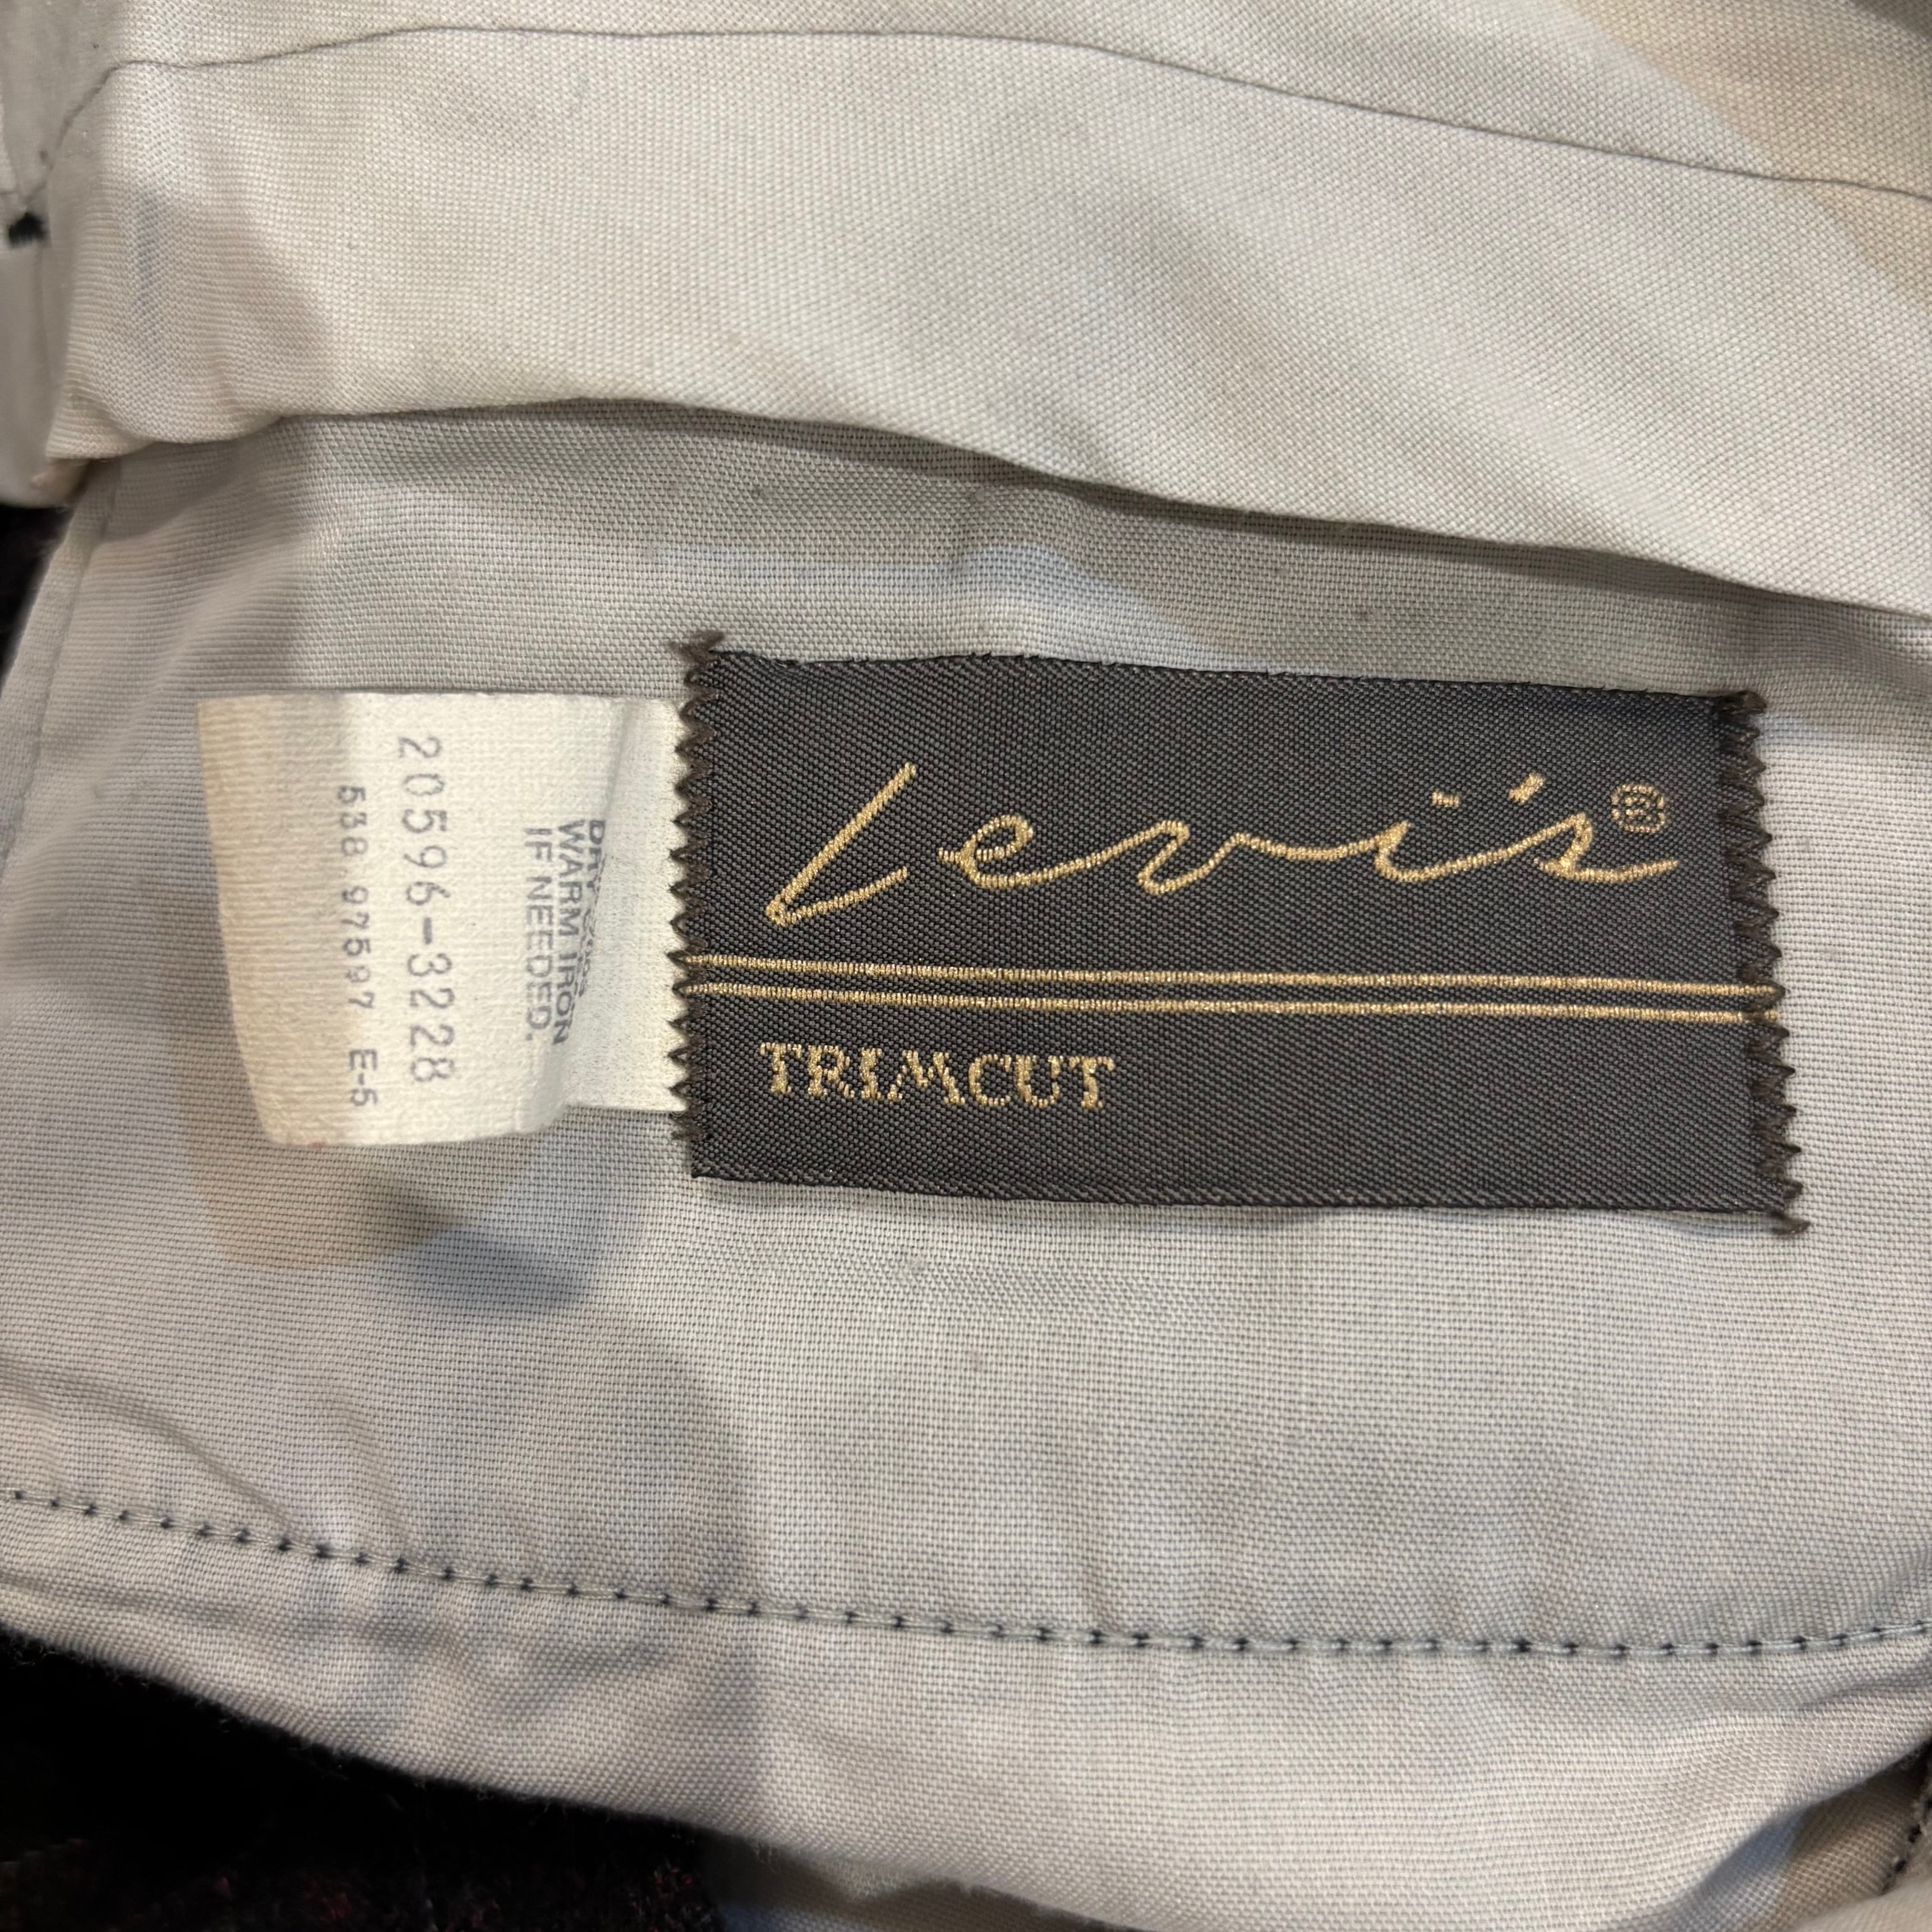 Levi's®
TRIMCUT
WARM IRON
IF NEEDED.
20596-3228
538 97597 E-5